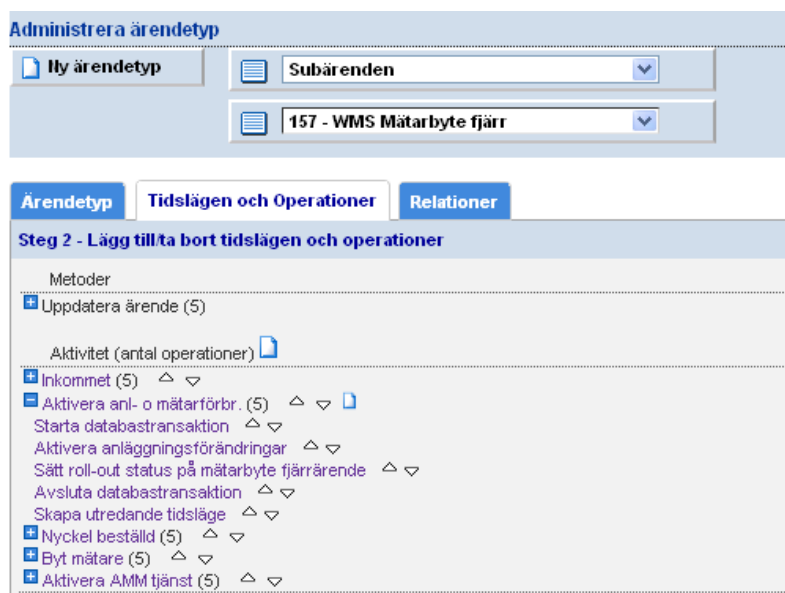 Administrera ärendetyp
Ny ärendetyp
Subärenden
157 - WMS Mätarbyte fjärr
Ärendetyp
Tidslägen och Operationer
Relationer
Steg 2 - Lägg till/ta bort tidslägen och operationer
Metoder
Uppdatera ärende (5)
Aktivitet (antal operationer)
Inkommet (5)
Aktivera anl- o mätarförbr. (5)
Starta databastransaktion
Aktivera anläggningsförändringar
Sätt roll-out status på mätarbyte fjärrärende
Avsluta databastransaktion
Skapa utredande tidsläge
Nyckel beställd (5)
Byt mätare (5)
Aktivera AMM tjänst (5)